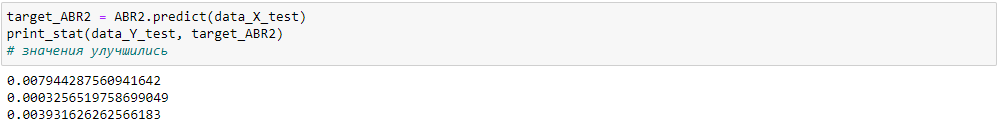 target_ABR2 = ABR2.predict(data_X_test)
print_stat(data_Y_test, target_ABR2)
# значения улучшились
0.007944287560941642
0.0003256519758699049
0.003931626262566183